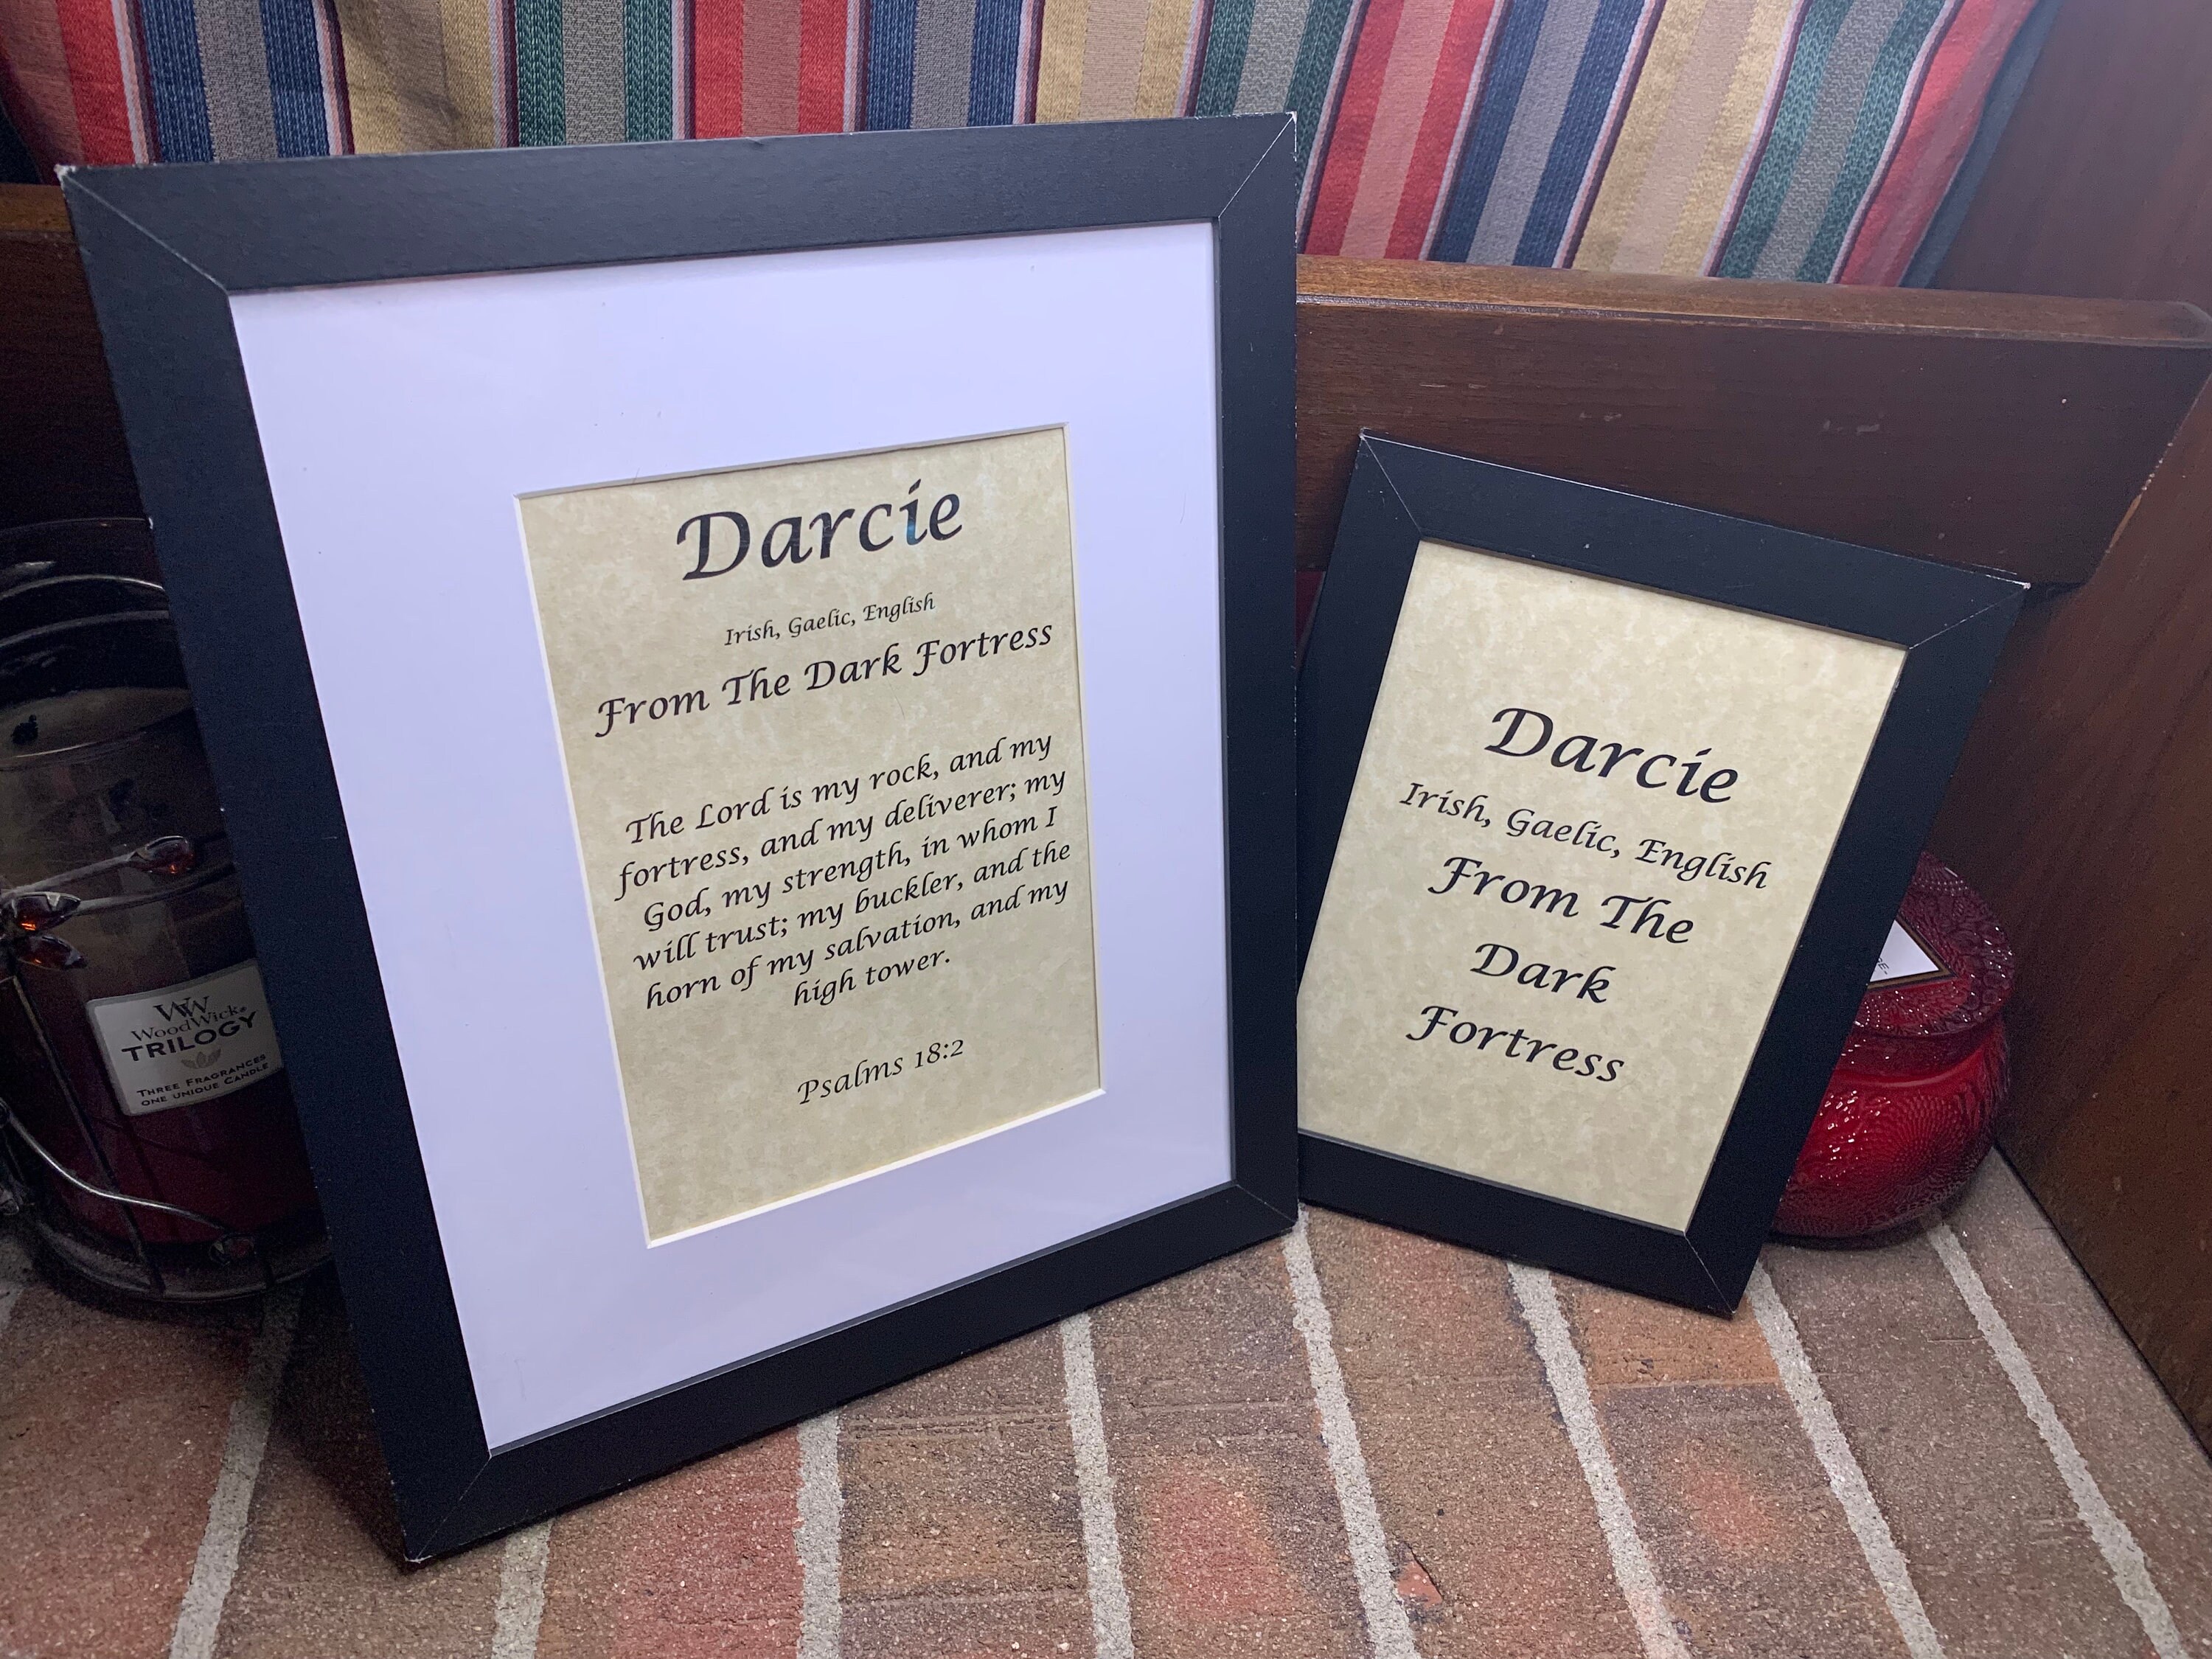 Darcie
Irish, Gaelic, English
From The Dark Fortress
The Lord is my rock, and my
fortress, and my deliverer; my
God, my strength, in whom I
will trust; my buckler, and the
horn of my salvation, and my
high tower.
Psalms 18:2
Darcie
Irish, Gaelic, English
From The
Dark
Fortress
WW
WoodWick®
TRILOGY
THREE FRAGRANCES
ONE UNIQUE CANDLE